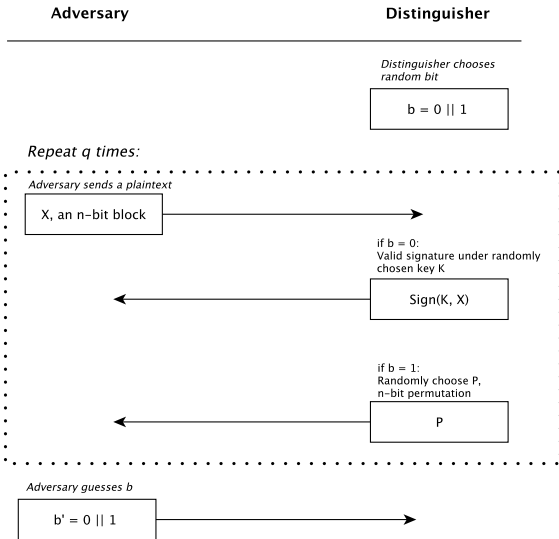 Adversary
Distinguisher
Distinguisher chooses
random bit
b = 0 || 1
Repeat q times:
Adversary sends a plaintext
X, an n-bit block
if b = 0:
Valid signature under randomly
chosen key K
Sign(K, X)
if b = 1:
Randomly choose P,
n-bit permutation
P
Adversary guesses b
b' = 0 || 1